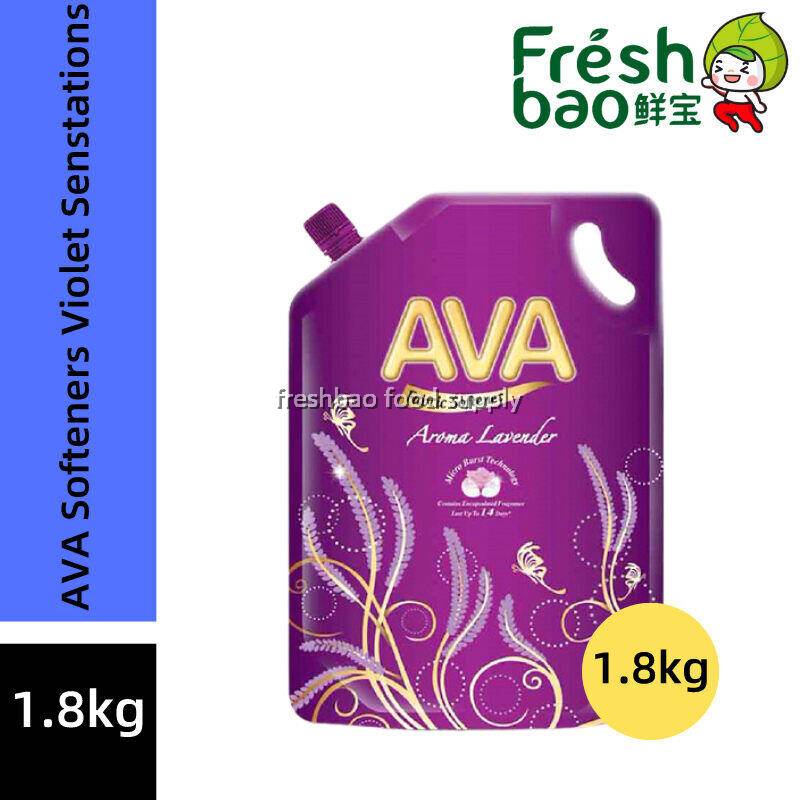 Frésh
bao鲜宝
AVA Softeners Violet Senstations
1.8kg
AVA
Fabric Softener
freshbao food supply
Aroma Lavender
Micro Burst Technology
Contains Encapsulated Fragrance
Last Up To 14 Days*
1.8kg